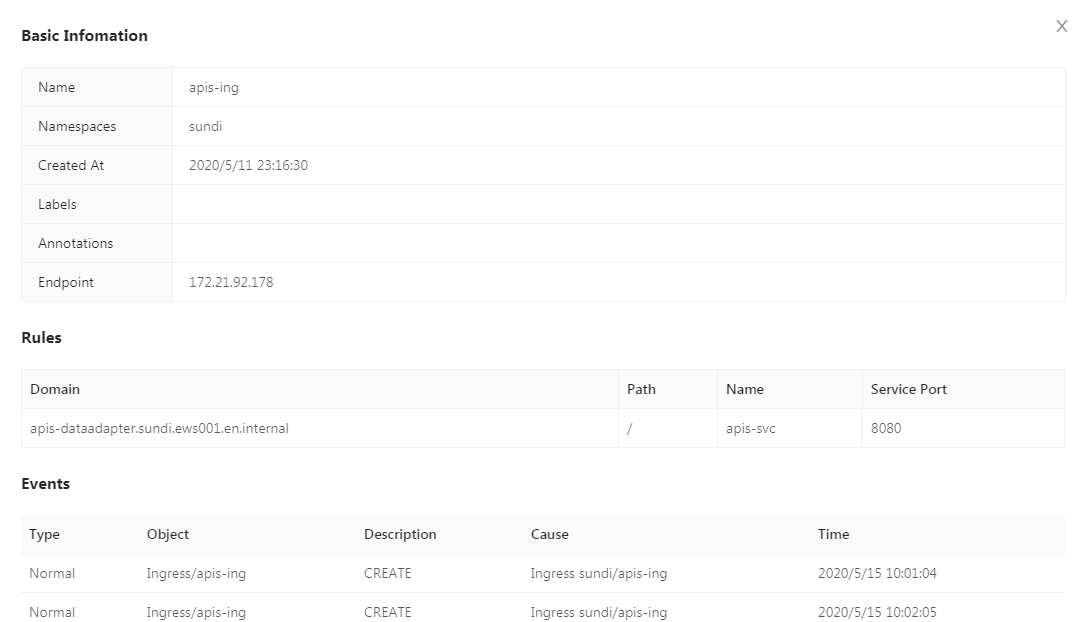 Basic Infomation
X
Name apis-ing
Namespaces sundi
Created At 2020/5/11 23:16:30
Labels
Annotations
Endpoint 172.21.92.178
Rules
Domain Path Name Service Port
apis-dataadapter.sundi.ews001.en.internal / apis-svc 8080
Events
Type Object Description Cause Time
Normal Ingress/apis-ing CREATE Ingress sundi/apis-ing 2020/5/15 10:01:04
Normal Ingress/apis-ing CREATE Ingress sundi/apis-ing 2020/5/15 10:02:05